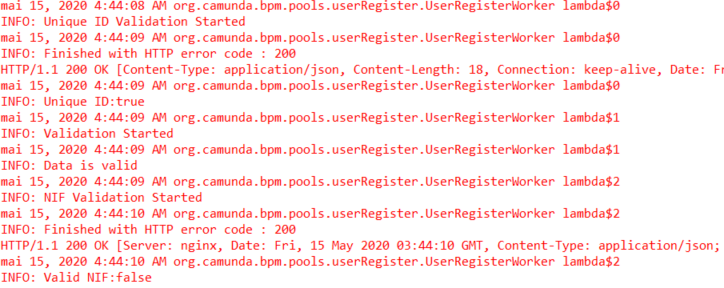 mai 15, 2020 4:44:08 AM org.camunda.bpm.pools.userRegister.UserRegisterWorker lambda$0
INFO: Unique ID Validation Started
mai 15, 2020 4:44:09 AM org.camunda.bpm.pools.userRegister.UserRegisterWorker lambda$0
INFO: Finished with HTTP error code : 200
HTTP/1.1 200 OK [Content-Type: application/json, Content-Length: 18, Connection: keep-alive, Date: Fr
mai 15, 2020 4:44:09 AM org.camunda.bpm.pools.userRegister.UserRegisterWorker lambda$0
INFO: Unique ID:true
mai 15, 2020 4:44:09 AM org.camunda.bpm.pools.userRegister.UserRegisterWorker lambda$1
INFO: Validation Started
mai 15, 2020 4:44:09 AM org.camunda.bpm.pools.userRegister.UserRegisterWorker lambda$1
INFO: Data is valid
mai 15, 2020 4:44:09 AM org.camunda.bpm.pools.userRegister.UserRegisterWorker lambda$2
INFO: NIF Validation Started
mai 15, 2020 4:44:10 AM org.camunda.bpm.pools.userRegister.UserRegisterWorker lambda$2
INFO: Finished with HTTP error code : 200
HTTP/1.1 200 OK [Server: nginx, Date: Fri, 15 May 2020 03:44:10 GMT, Content-Type: application/json;
mai 15, 2020 4:44:10 AM org.camunda.bpm.pools.userRegister.UserRegisterWorker lambda$2
INFO: Valid NIF:false